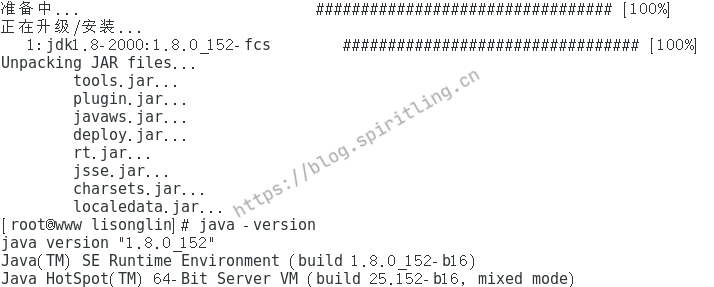 准备中...                          ################################# [100%]
正在升级/安装...
   1:jdk1.8-2000:1.8.0_152-fcs        ################################# [100%]
Unpacking JAR files...
        tools.jar...
        plugin.jar...
        javaws.jar...
        deploy.jar...
        rt.jar...
        jsse.jar...
        charsets.jar...
        localedata.jar...
[root@www lisonglin]# java -version
java version "1.8.0_152"
Java(TM) SE Runtime Environment (build 1.8.0_152-b16)
Java HotSpot(TM) 64-Bit Server VM (build 25.152-b16, mixed mode)
https://blog.spiritling.cn